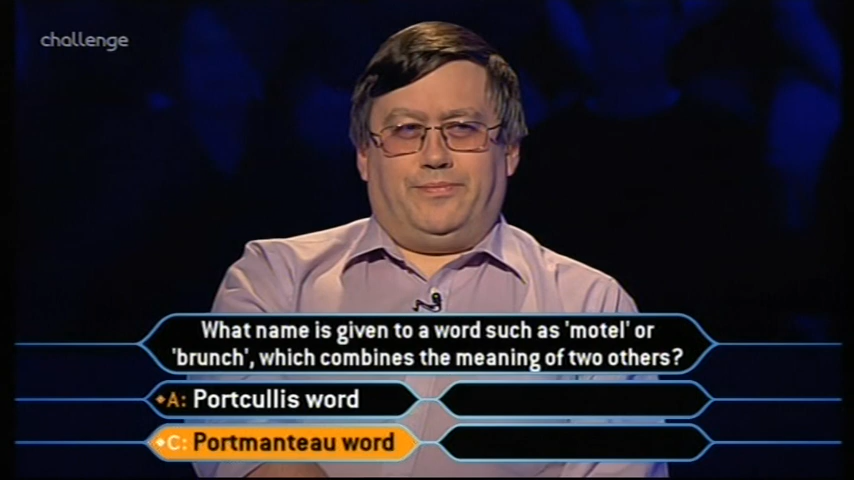 challenge
What name is given to a word such as 'motel' or
'brunch', which combines the meaning of two others?
A: Portcullis word
C: Portmanteau word